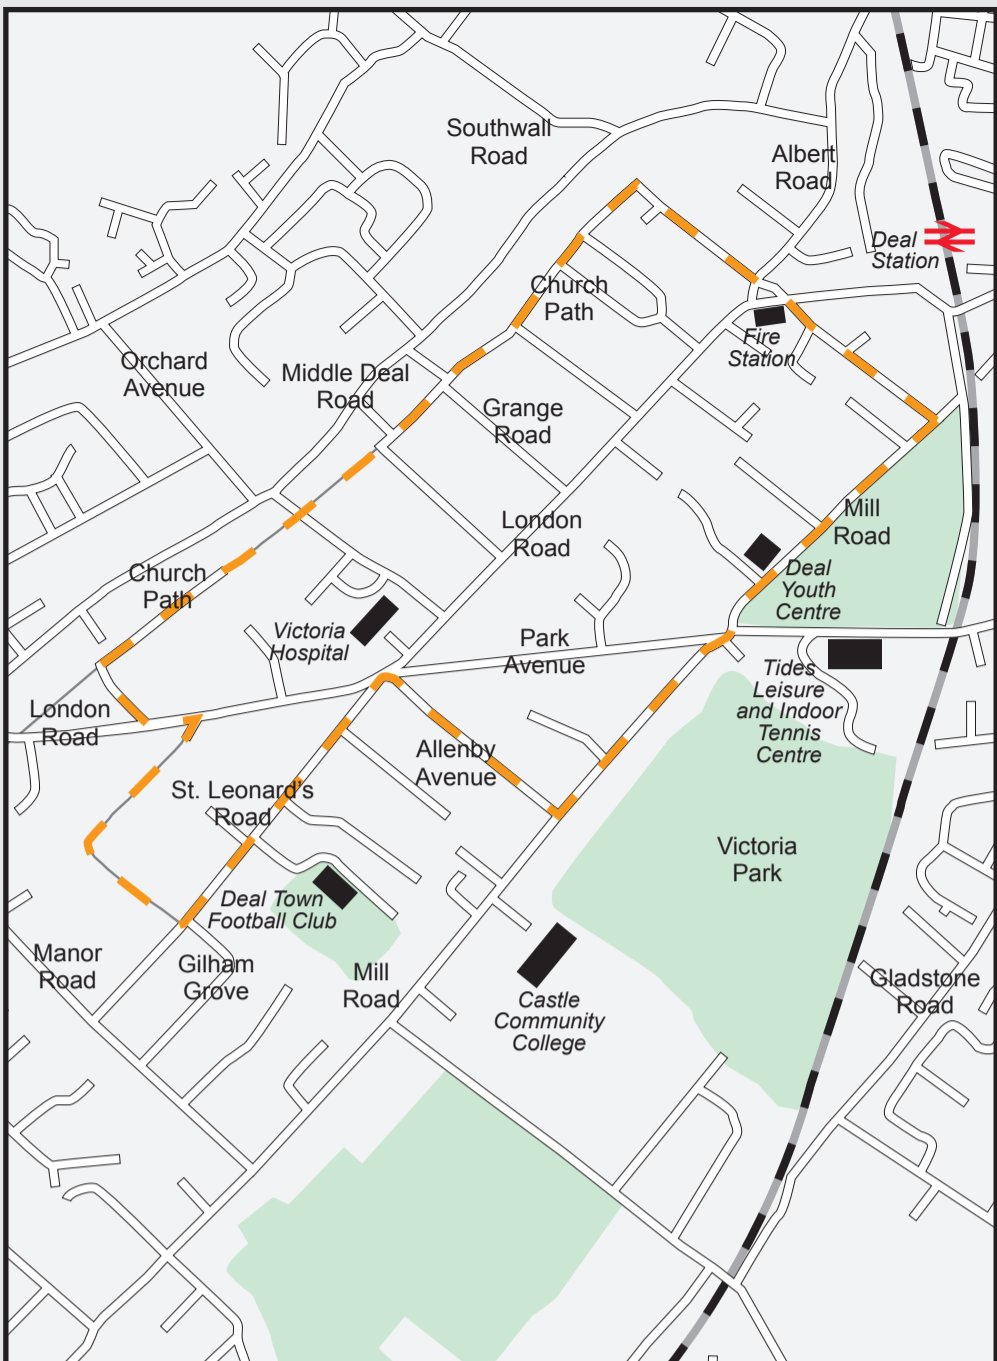 Southwall
Road
Albert
Road
Deal
Station
Church
Path
Fire
Station
Orchard
Avenue
Middle Deal
Road
Grange
Road
London
Road
Mill
Road
Church
Path
Deal
Youth
Centre
Victoria
Hospital
Park
Avenue
Tides
Leisure
and Indoor
Tennis
Centre
London
Road
Allenby
Avenue
St. Leonard's
Road
Victoria
Park
Deal Town
Football Club
Manor
Road
Gilham
Grove
Mill
Road
Castle
Community
College
Gladstone
Road